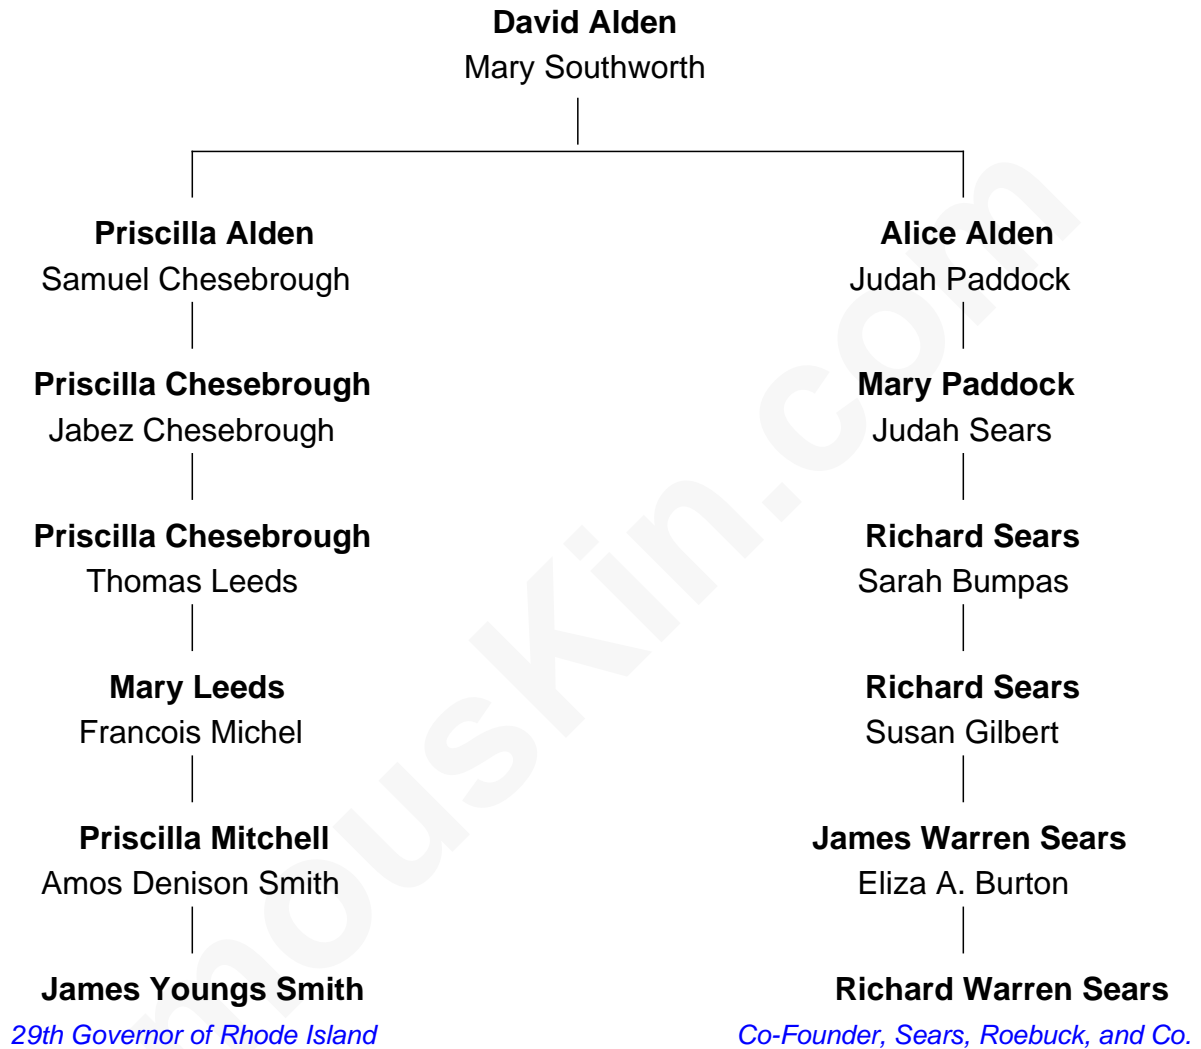 David Alden
Mary Southworth
Priscilla Alden
Samuel Chesebrough
Alice Alden
Judah Paddock
Priscilla Chesebrough
Jabez Chesebrough
Mary Paddock
Judah Sears
Priscilla Chesebrough
Thomas Leeds
Richard Sears
Sarah Bumpas
Mary Leeds
Francois Michel
Richard Sears
Susan Gilbert
Priscilla Mitchell
Amos Denison Smith
James Warren Sears
Eliza A. Burton
James Youngs Smith
29th Governor of Rhode Island
Richard Warren Sears
Co-Founder, Sears, Roebuck, and Co.
mousKin.com